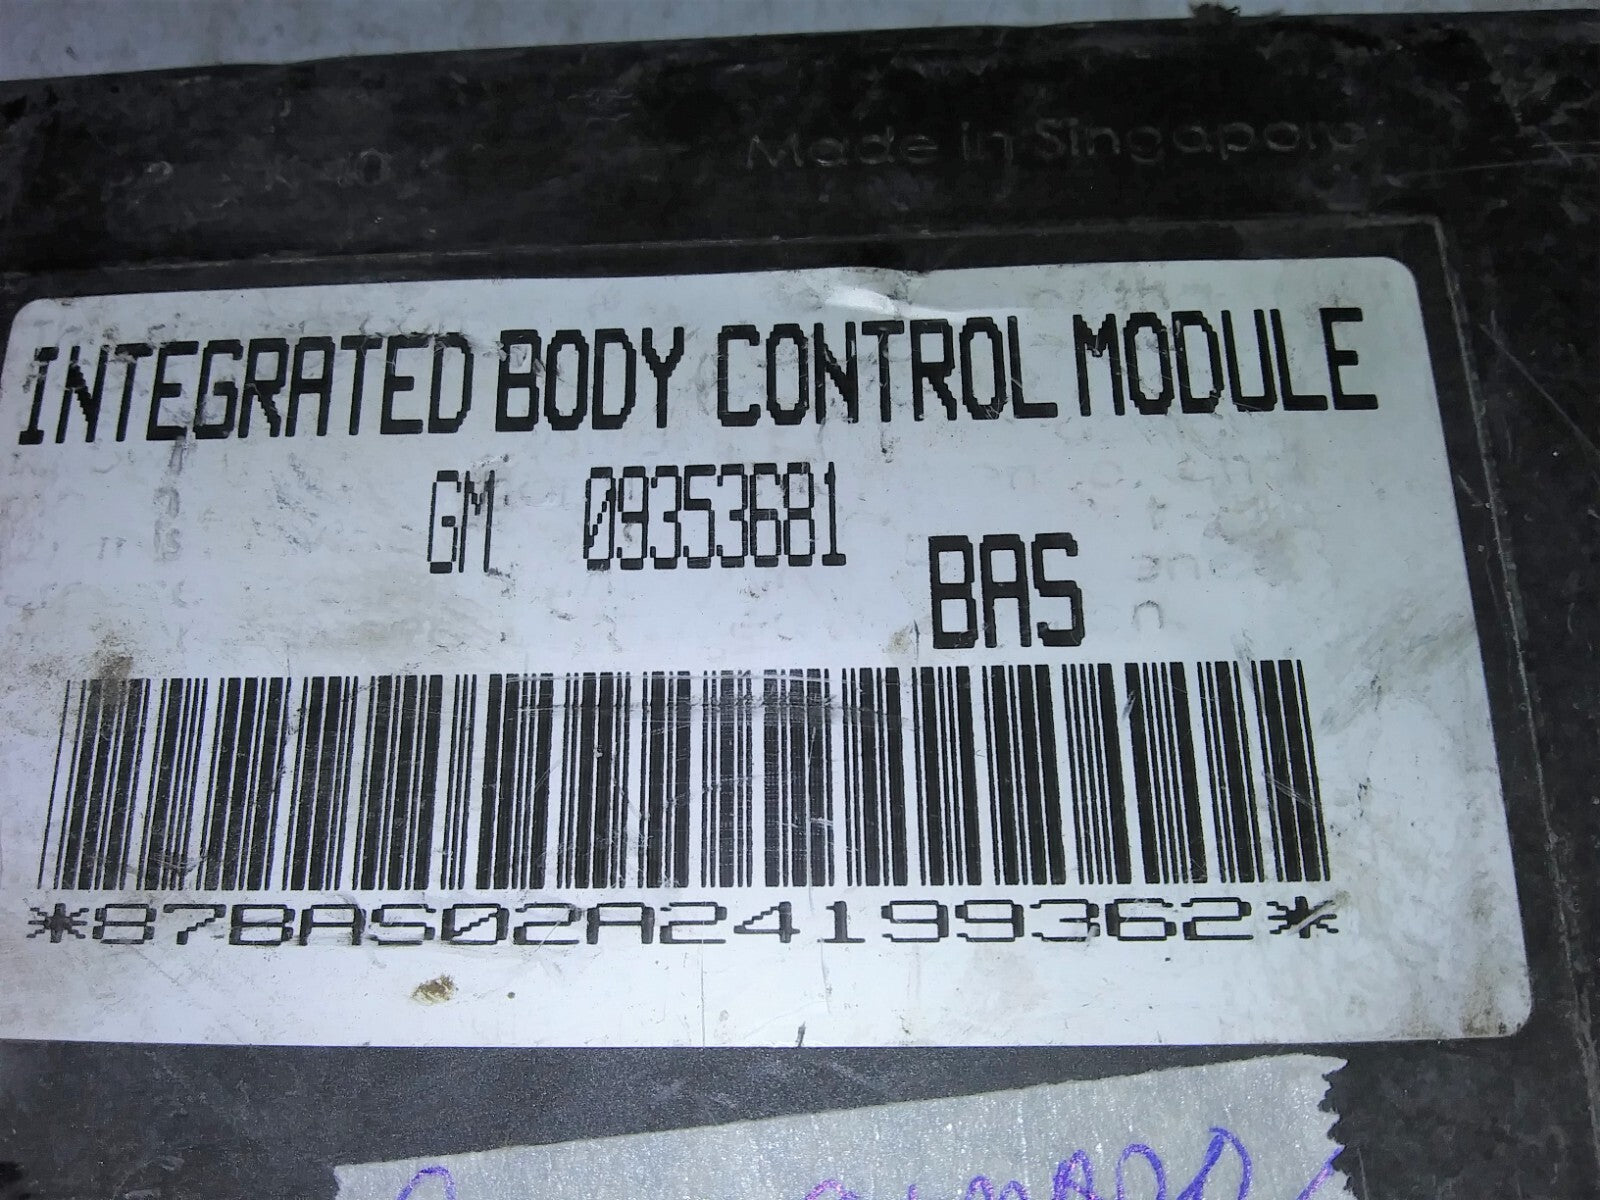 Made in Singapore
INTEGRATED BODY CONTROL MODULE
GM 09353681
BAS
*87BAS02A24199362*